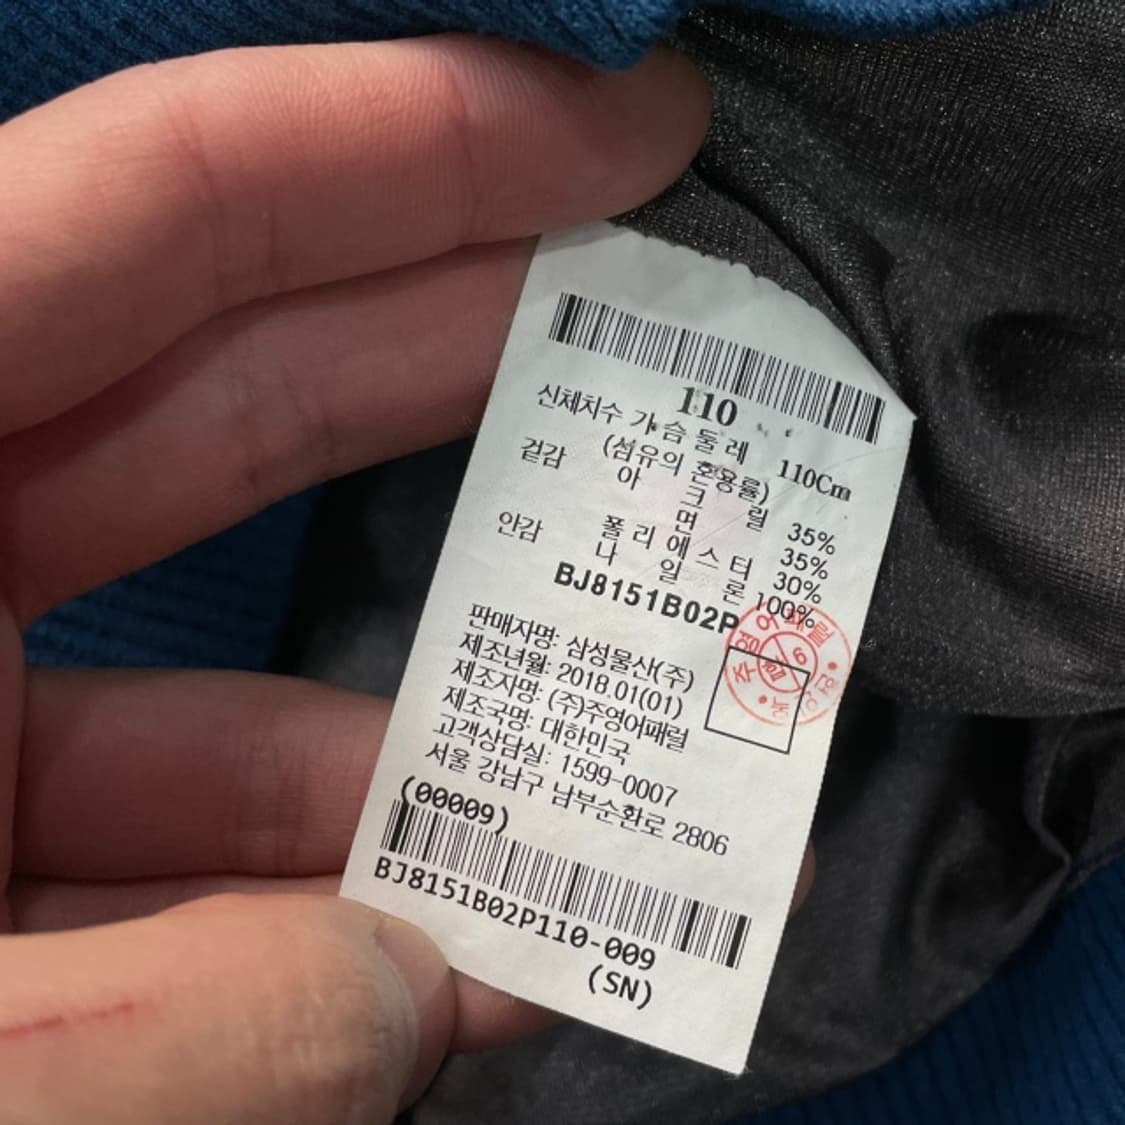 110
신체치수 가슴둘레 110Cm
(섬유의 혼용률)
겉감 아크릴 35%
면 35%
폴리에스터 30%
안감 나일론 100%
BJ8151B02P
판매자명: 삼성물산(주)
제조년월: 2018.01(01)
제조자명: (주)주영어패럴
제조국명: 대한민국
고객상담실: 1599-0007
서울 강남구 남부순환로 2806
(00009)
BJ8151B02P110-009
(SN)